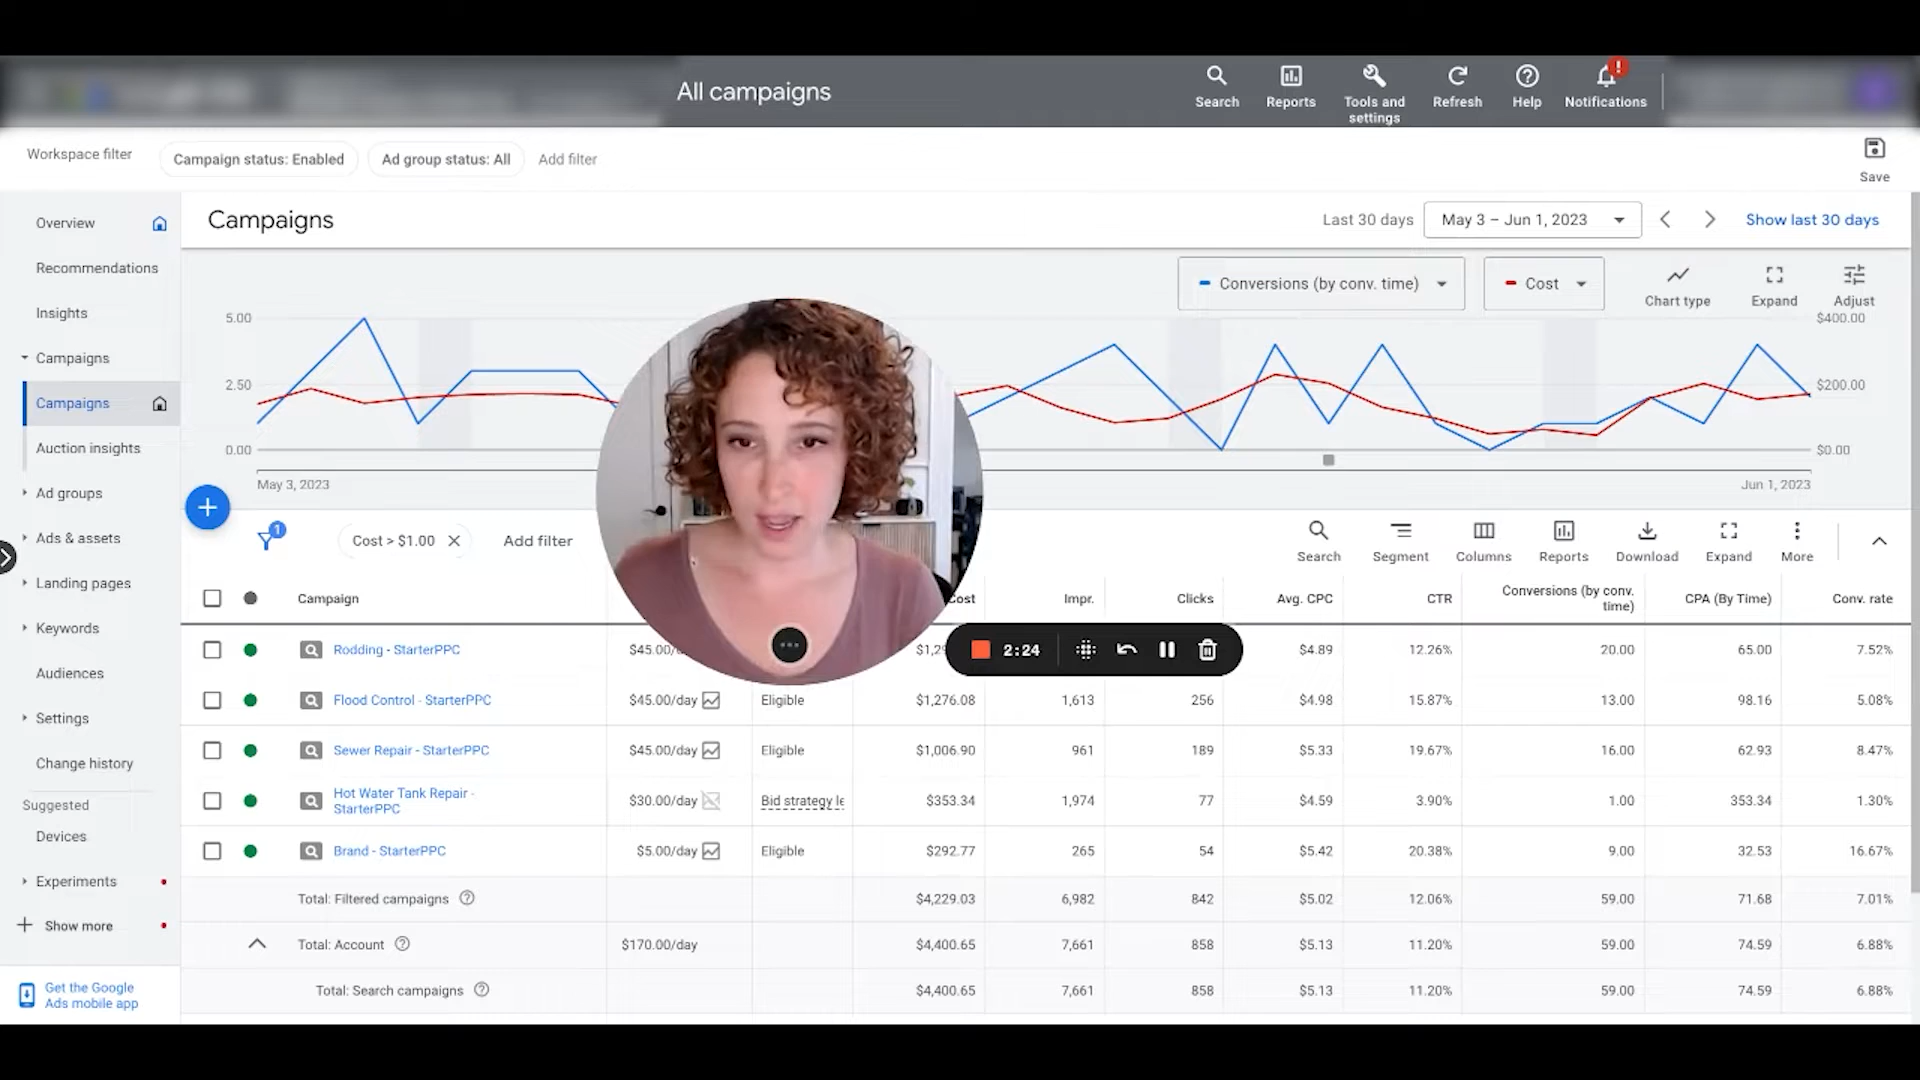 All campaigns
Search
Reports
Tools and
settings
Refresh
Help
!
Notifications
Workspace filter
Campaign status: Enabled
Ad group status: All
Add filter
Save
Overview
Recommendations
Insights
Campaigns
Campaigns
Auction insights
Ad groups
Ads & assets
Landing pages
Keywords
Audiences
Settings
Change history
Suggested
Devices
Experiments
Show more
Get the Google
Ads mobile app
Campaigns
Last 30 days
May 3 – Jun 1, 2023
Show last 30 days
Conversions (by conv. time)
Cost
Chart type
Expand
Adjust
5.00
2.50
0.00
$400.00
$200.00
$0.00
May 3, 2023
Jun 1, 2023
1
Cost > $1.00
Add filter
Search
Segment
Columns
Reports
Download
Expand
More
Campaign Cost Impr. Clicks Avg. CPC CTR Conversions (by conv. time) CPA (By Time) Conv. rate
Rodding - StarterPPC $4.89 12.26% 20.00 65.00 7.52%
2:24
Flood Control - StarterPPC $45.00/day Eligible $1,276.08 1,613 256 $4.98 15.87% 13.00 98.16 5.08%
Sewer Repair - StarterPPC $45.00/day Eligible $1,006.90 961 189 $5.33 19.67% 16.00 62.93 8.47%
Hot Water Tank Repair - StarterPPC $30.00/day Bid strategy le $353.34 1,974 77 $4.59 3.90% 1.00 353.34 1.30%
Brand - StarterPPC $5.00/day Eligible $292.77 265 54 $5.42 20.38% 9.00 32.53 16.67%
Total: Filtered campaigns $4,229.03 6,982 842 $5.02 12.06% 59.00 71.68 7.01%
Total: Account $170.00/day $4,400.65 7,661 858 $5.13 11.20% 59.00 74.59 6.88%
Total: Search campaigns $4,400.65 7,661 858 $5.13 11.20% 59.00 74.59 6.88%